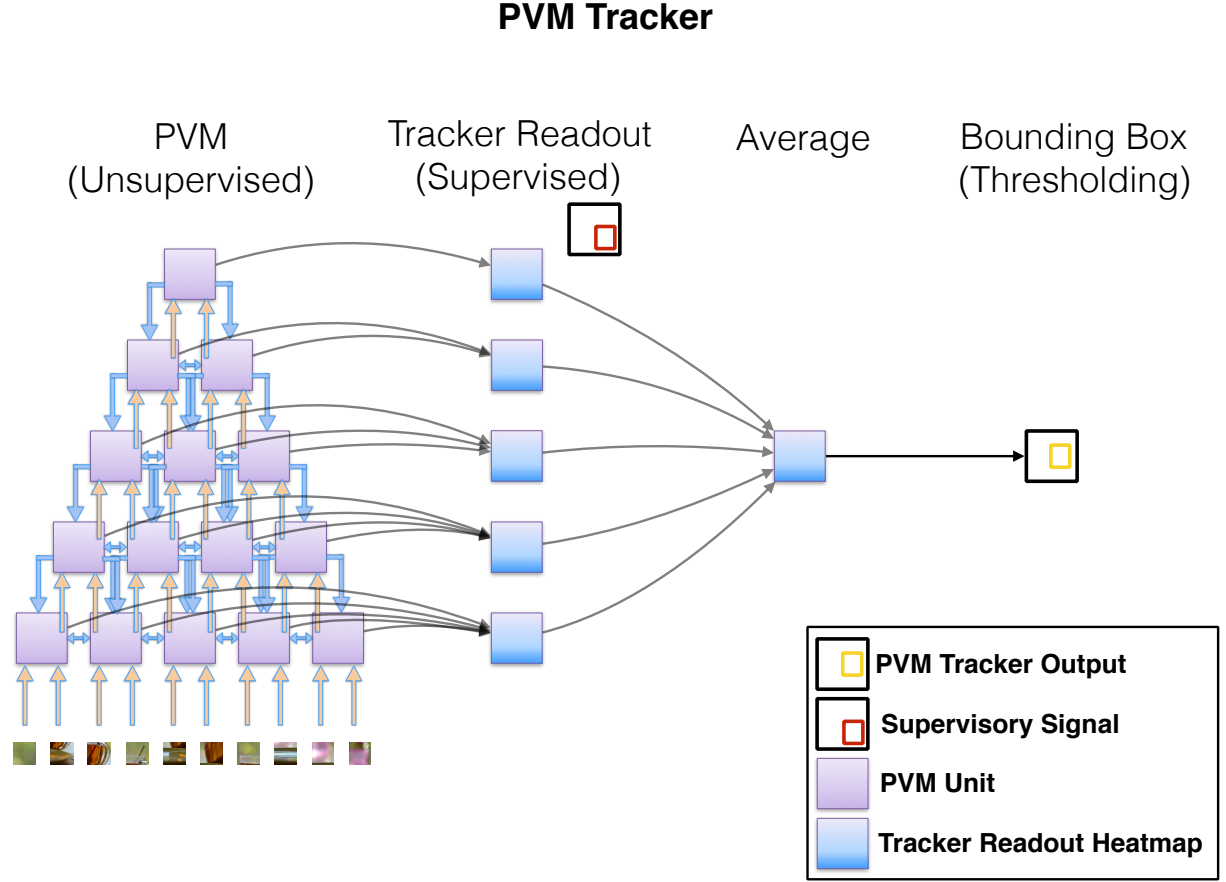 PVM Tracker
PVM
(Unsupervised)
Tracker Readout
(Supervised)
Average
Bounding Box
(Thresholding)
PVM Tracker Output
Supervisory Signal
PVM Unit
Tracker Readout Heatmap